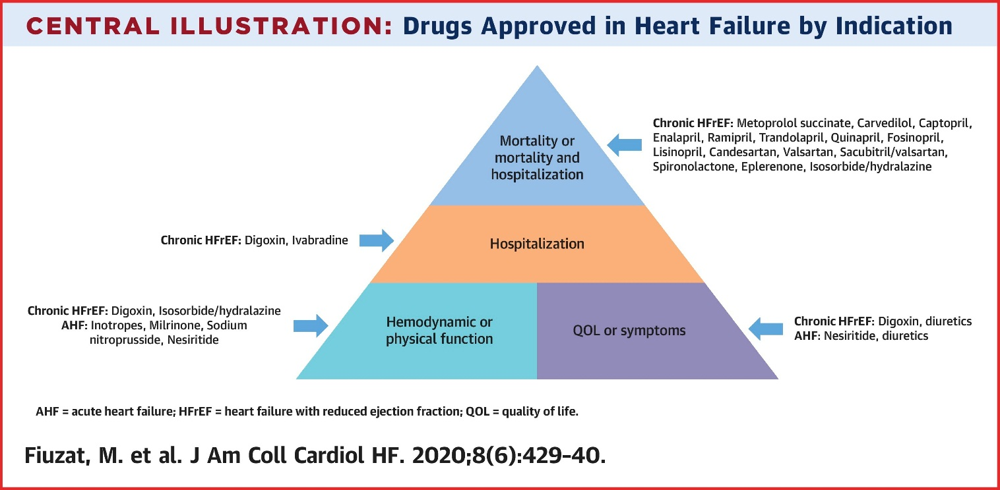 CENTRAL ILLUSTRATION: Drugs Approved in Heart Failure by Indication
Mortality or
mortality and
hospitalization
Chronic HFrEF: Metoprolol succinate, Carvedilol, Captopril,
Enalapril, Ramipril, Trandolapril, Quinapril, Fosinopril,
Lisinopril, Candesartan, Valsartan, Sacubitril/valsartan,
Spironolactone, Eplerenone, Isosorbide/hydralazine
Chronic HFrEF: Digoxin, Ivabradine
Hospitalization
Chronic HFrEF: Digoxin, Isosorbide/hydralazine
AHF: Inotropes, Milrinone, Sodium
nitroprusside, Nesiritide
Hemodynamic or
physical function
QOL or symptoms
Chronic HFrEF: Digoxin, diuretics
AHF: Nesiritide, diuretics
AHF = acute heart failure; HFrEF = heart failure with reduced ejection fraction; QOL = quality of life.
Fiuzat, M. et al. J Am Coll Cardiol HF. 2020;8(6):429–40.